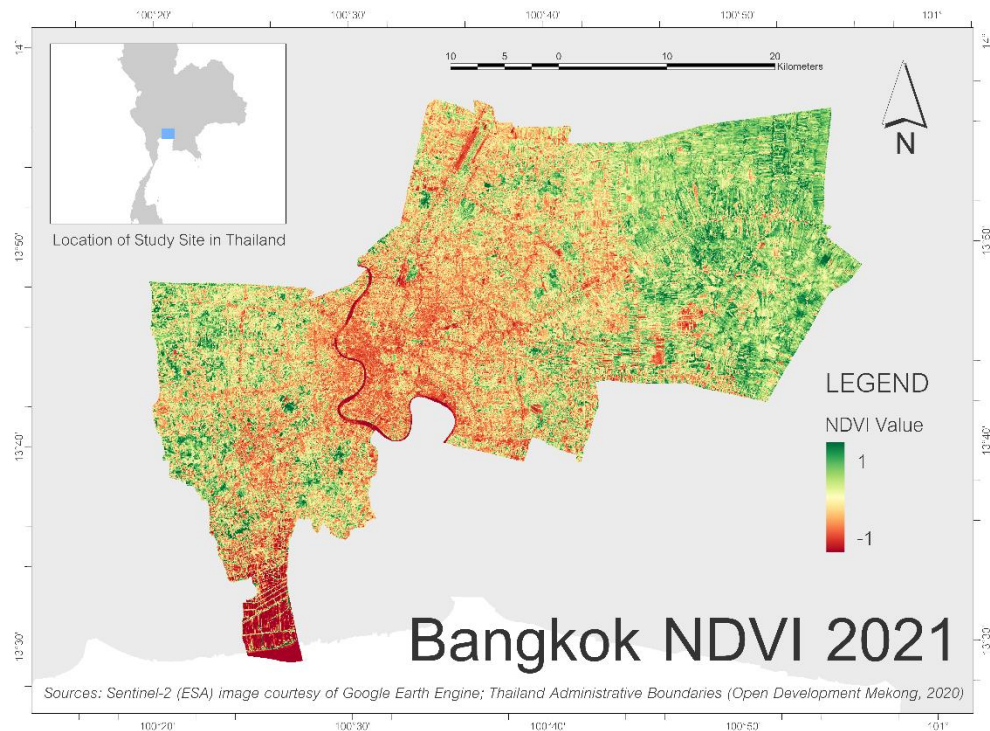 100°20' 100°30' 100°40' 100°50' 101°
14° 14°
10 5 0 10 20
Kilometers
N
Location of Study Site in Thailand
13°50' 13°50'
LEGEND
NDVI Value
1
-1
13°40' 13°40'
13°30' 13°30'
Bangkok NDVI 2021
Sources: Sentinel-2 (ESA) image courtesy of Google Earth Engine; Thailand Administrative Boundaries (Open Development Mekong, 2020)
100°20' 100°30' 100°40' 100°50' 101°